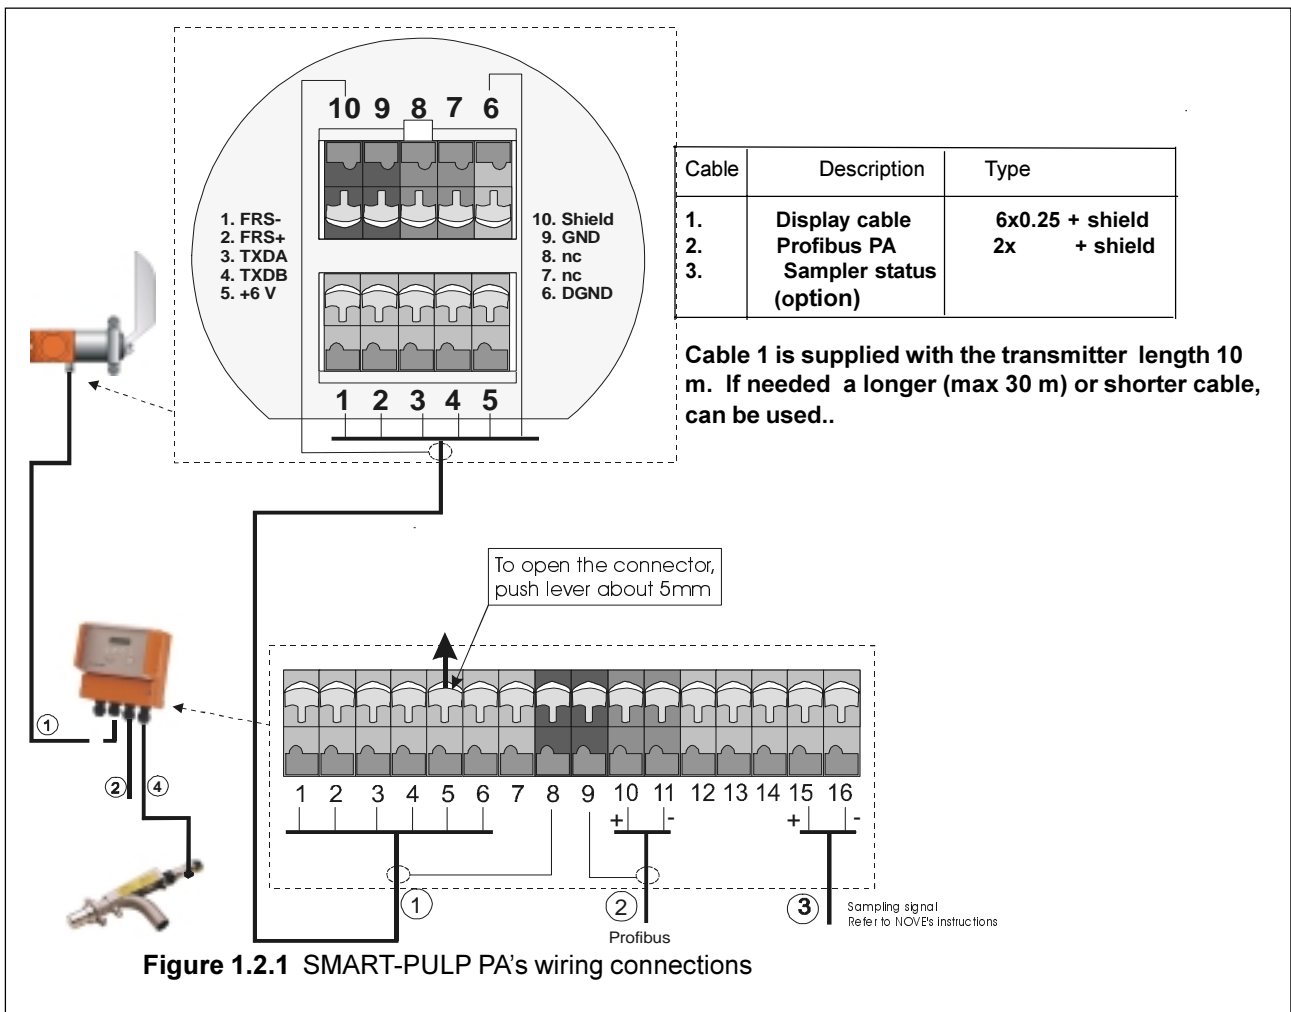 10 9 8 7 6
1. FRS-
2. FRS+
3. TXDA
4. TXDB
5. +6 V
10. Shield
9. GND
8. nc
7. nc
6. DGND
1 2 3 4 5
Cable Description Type
1. Display cable 6x0.25 + shield
2. Profibus PA 2x + shield
3. Sampler status
(option)
Cable 1 is supplied with the transmitter length 10
m. If needed a longer (max 30 m) or shorter cable,
can be used..
To open the connector,
push lever about 5mm
1
2 4
1 2 3 4 5 6 7 8 9 10 11 12 13 14 15 16
+ - + -
1 2 3
Profibus
Sampling signal
Refer to NOVE's instructions
Figure 1.2.1 SMART-PULP PA's wiring connections